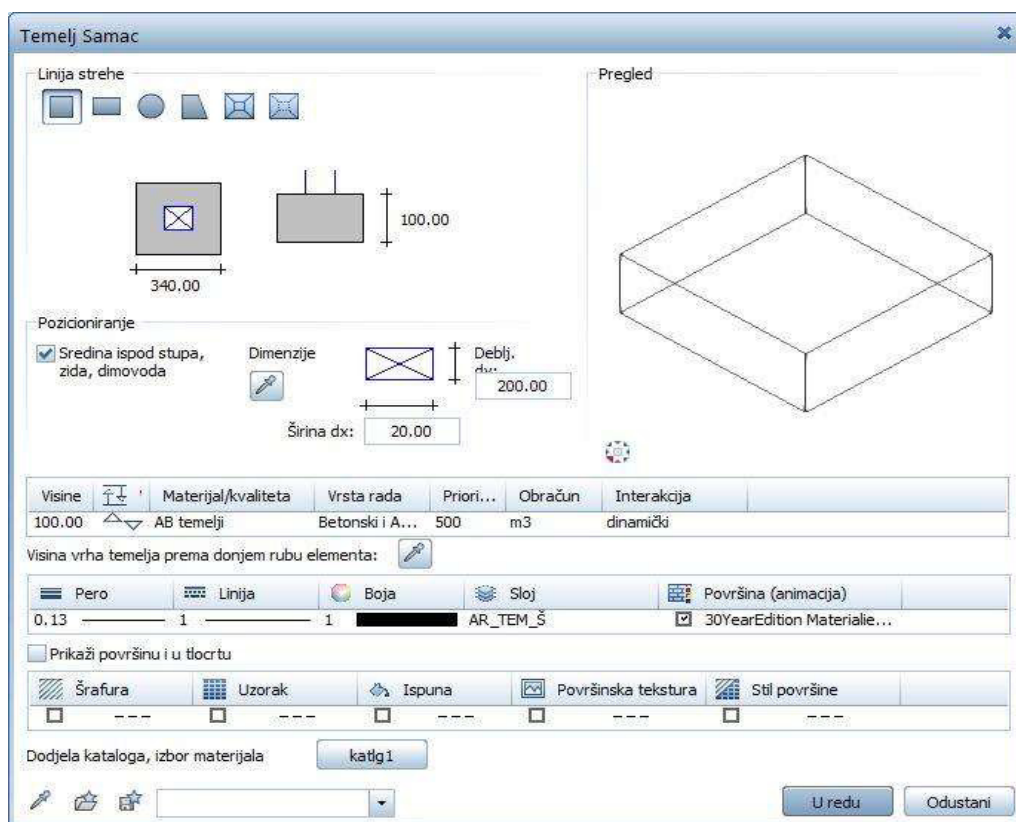 Temelj Samac
Linija strehe
Pregled
100.00
340.00
Pozicioniranje
Sredina ispod stupa,
zida, dimovoda
Dimenzije
Deblj.
dx:
200.00
Širina dx: 20.00
Visine Materijal/kvaliteta Vrsta rada Priori... Obračun Interakcija
100.00 AB temelji Betonski i A... 500 m3 dinamički
Visina vrha temelja prema donjem rubu elementa:
Pero Linija Boja Sloj Površina (animacija)
0.13 1 1 AR_TEM_Š 30YearEdition Materialie...
Prikaži površinu i u tlocrtu
Šrafura Uzorak Ispuna Površinska tekstura Stil površine
--- --- --- --- ---
Dodjela kataloga, izbor materijala katlg1
U redu Odustani